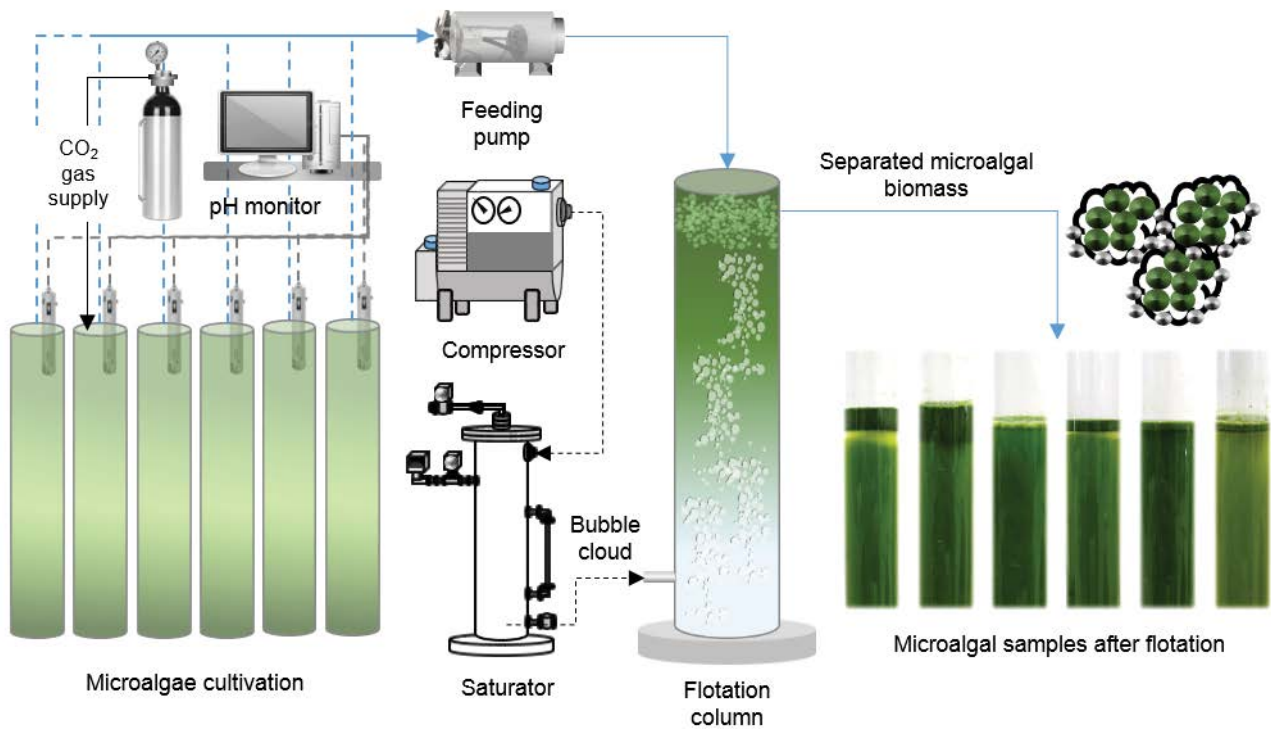 CO₂
gas
supply
pH monitor
Feeding
pump
Compressor
Separated microalgal
biomass
Bubble
cloud
Microalgae cultivation
Saturator
Flotation
column
Microalgal samples after flotation